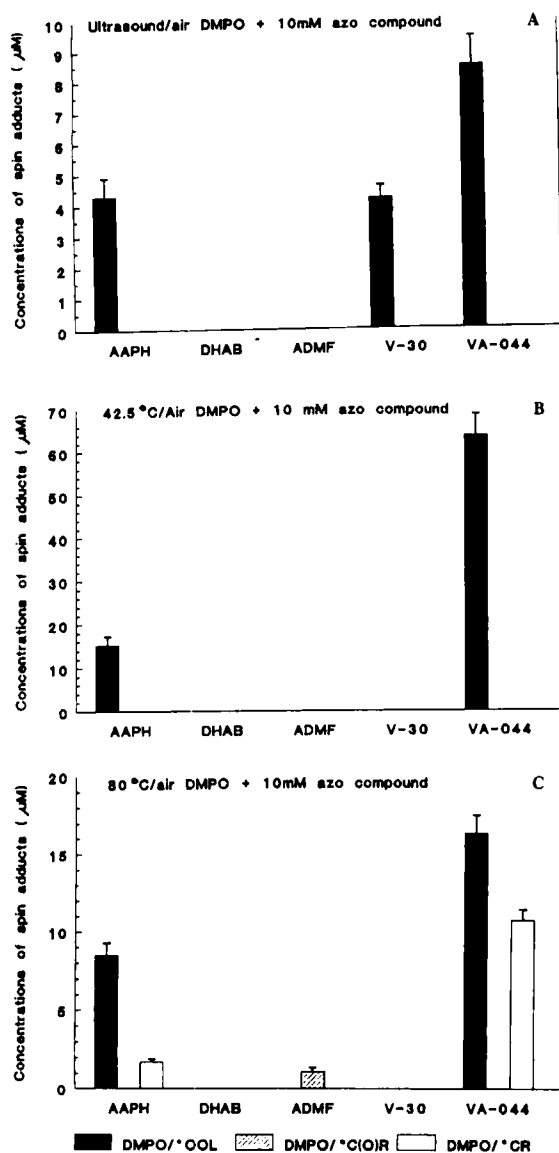 Ultrasound/air DMPO + 10mM azo compound
A
Concentrations of spin adducts ( μM)
10
9
8
7
6
5
4
3
2
1
0
AAPH DHAB ADMF V-30 VA-044
42.5 °C/Air DMPO + 10 mM azo compound
B
Concentrations of spin adducts ( μM)
70
60
50
40
30
20
10
0
AAPH DHAB ADMF V-30 VA-044
80 °C/air DMPO + 10mM azo compound
C
Concentrations of spin adducts ( μM)
20
15
10
5
0
AAPH DHAB ADMF V-30 VA-044
DMPO/°OOL DMPO/°C(O)R DMPO/°CR